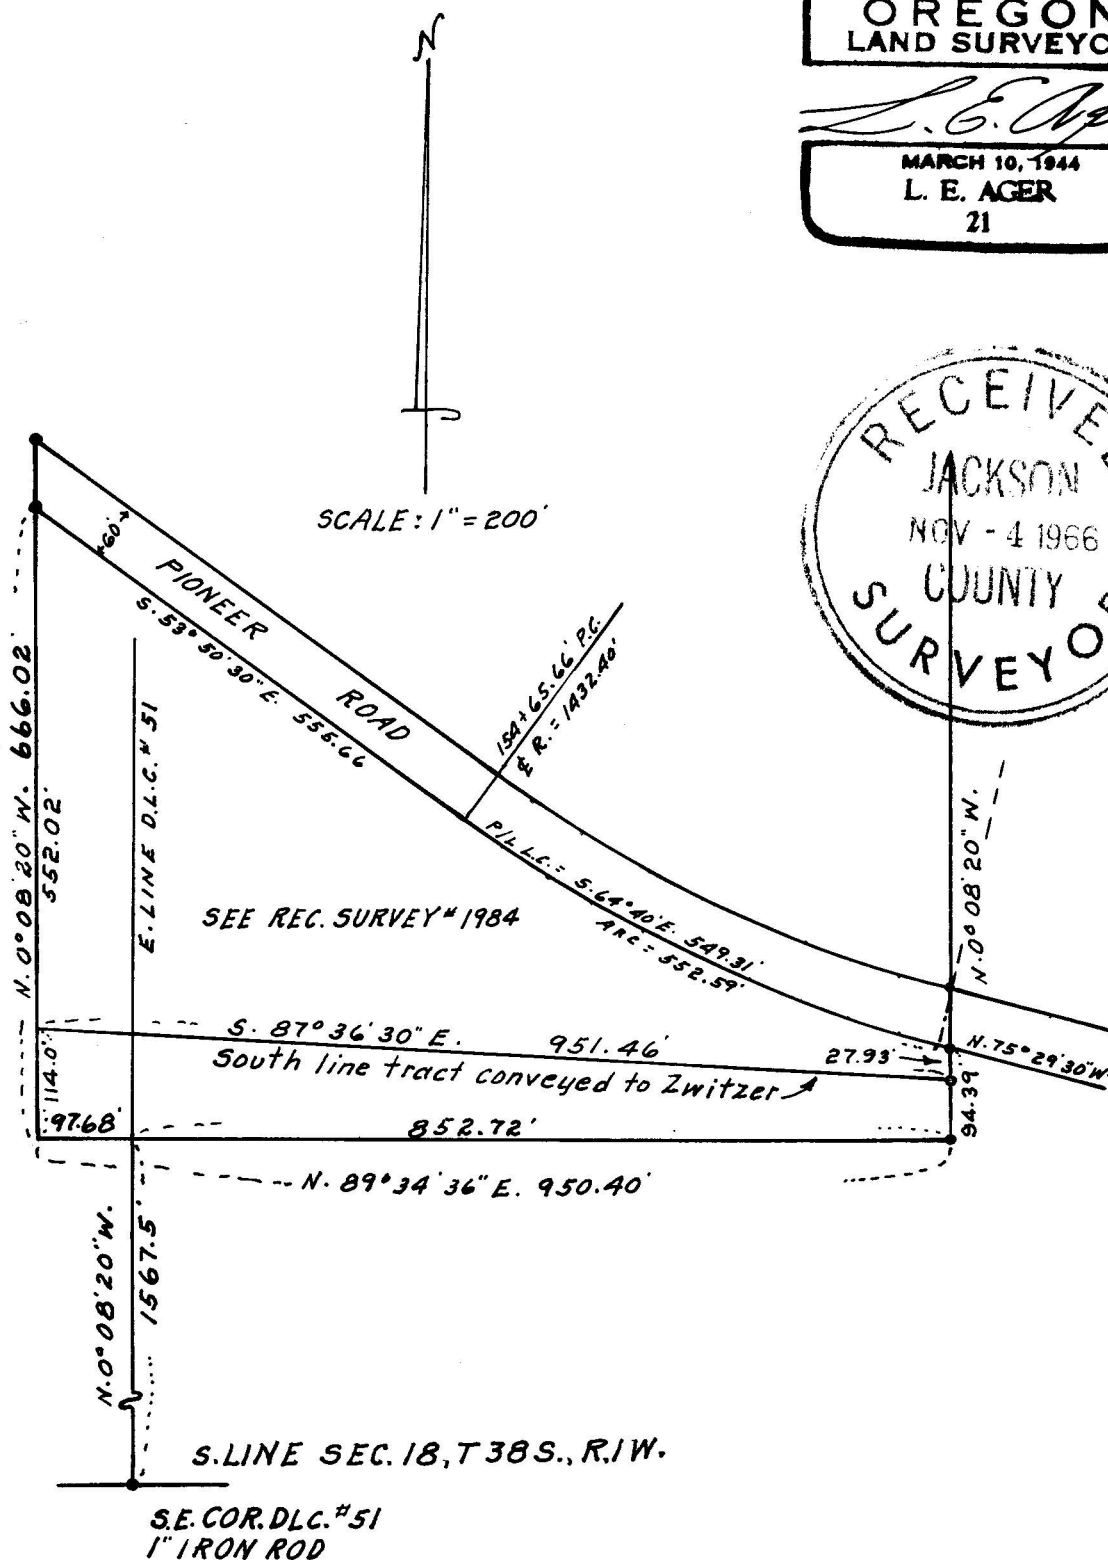 OREGON
LAND SURVEYO
L. E. Ag
MARCH 10, 1944
L. E. AGER
21
N
SCALE: 1" = 200'
RECEIVE
JACKSON
NOV - 4 1966
COUNTY
SURVEYO
60'
PIONEER ROAD
S. 53° 50' 30" E. 555.66
154+65.66' P.C.
℄ R. = 1432.40'
P/L L.C. = S. 64° 40' E. 549.31'
ARC = 552.59'
N. 0° 08' 20" W. 666.02'
552.02'
E. LINE D.L.C. # 51
SEE REC. SURVEY # 1984
N. 0° 08' 20" W.
S. 87° 36' 30" E. 951.46'
South line tract conveyed to Zwitzer
27.93'
N. 75° 29' 30" W.
94.39
114.0'
97.68'
852.72'
N. 89° 34' 36" E. 950.40'
N. 0° 08' 20" W.
1567.5'
S. LINE SEC. 18, T 38 S., R. 1 W.
S.E. COR. DLC. # 51
1" IRON ROD